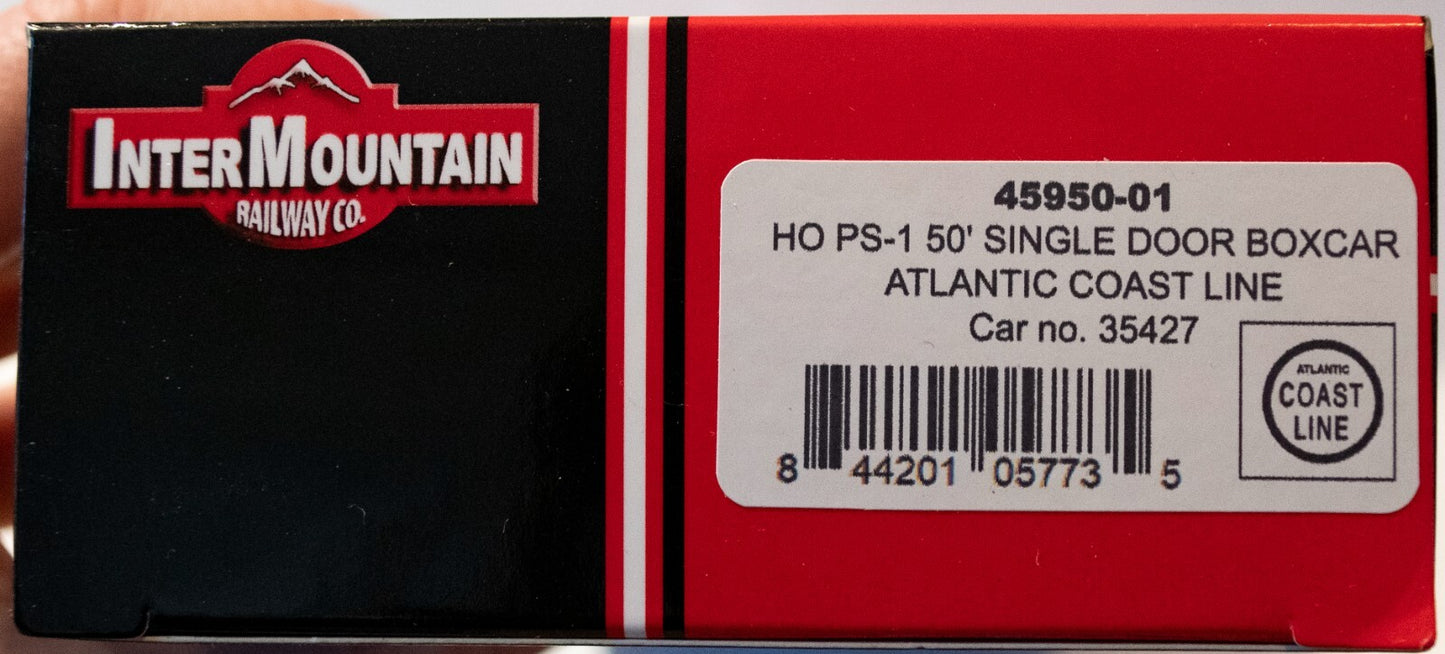 INTERMOUNTAIN
RAILWAY CO.
45950-01
HO PS-1 50' SINGLE DOOR BOXCAR
ATLANTIC COAST LINE
Car no. 35427
8 44201 05773 5
ATLANTIC
COAST
LINE